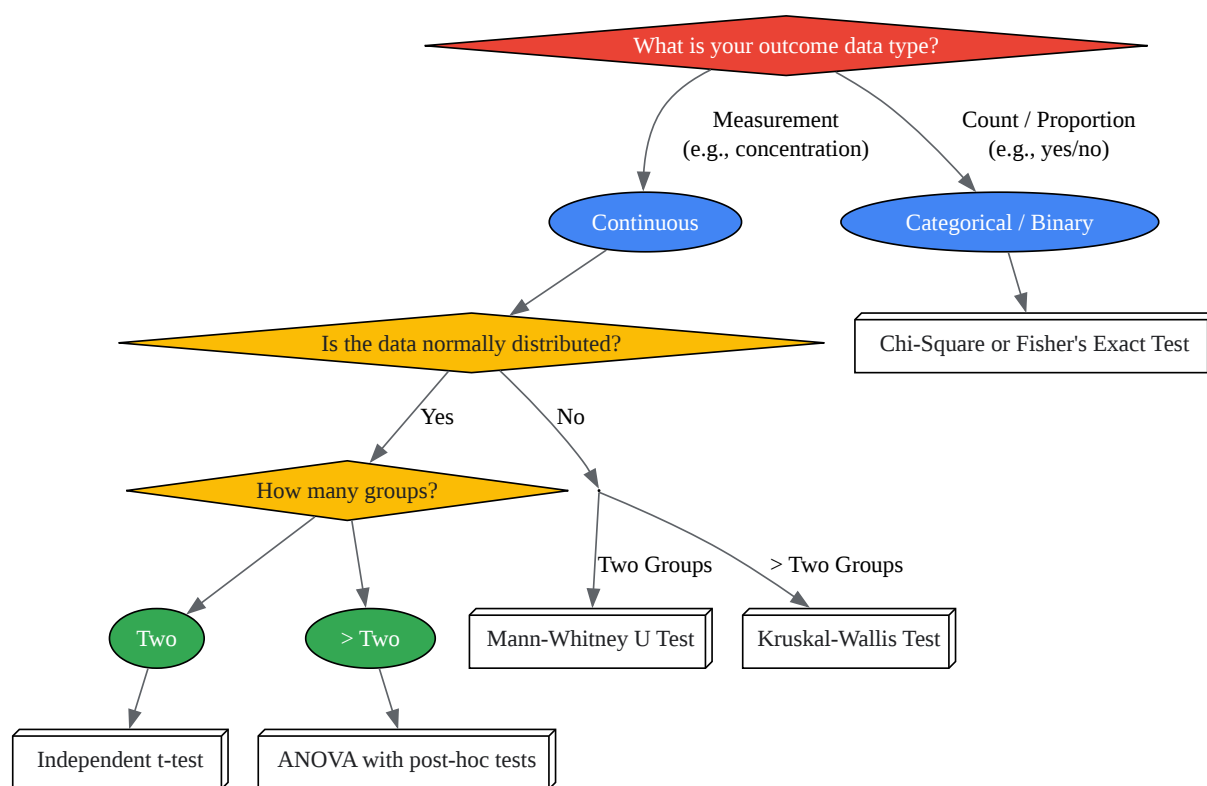 What is your outcome data type?
Measurement
(e.g., concentration)
Count / Proportion
(e.g., yes/no)
Continuous
Categorical / Binary
Is the data normally distributed?
Chi-Square or Fisher's Exact Test
Yes
No
How many groups?
Two Groups
> Two Groups
Two
> Two
Mann-Whitney U Test
Kruskal-Wallis Test
Independent t-test
ANOVA with post-hoc tests